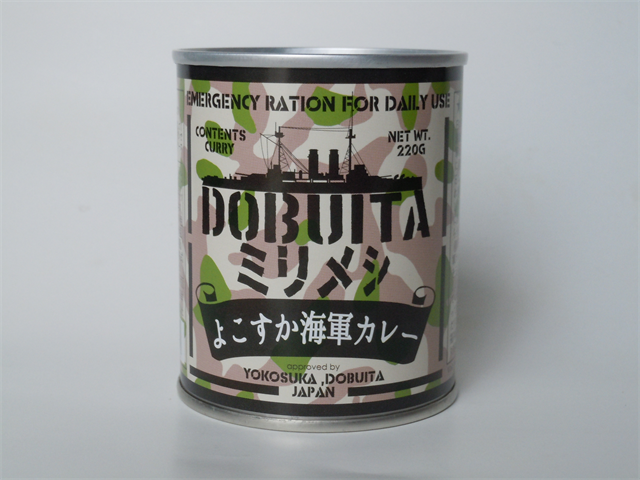 EMERGENCY RATION FOR DAILY USE
CONTENTS
CURRY
NET WT.
220G
DOBUITA
ミリメシ
よこすか海軍カレー
approved by
YOKOSUKA ,DOBUITA
JAPAN